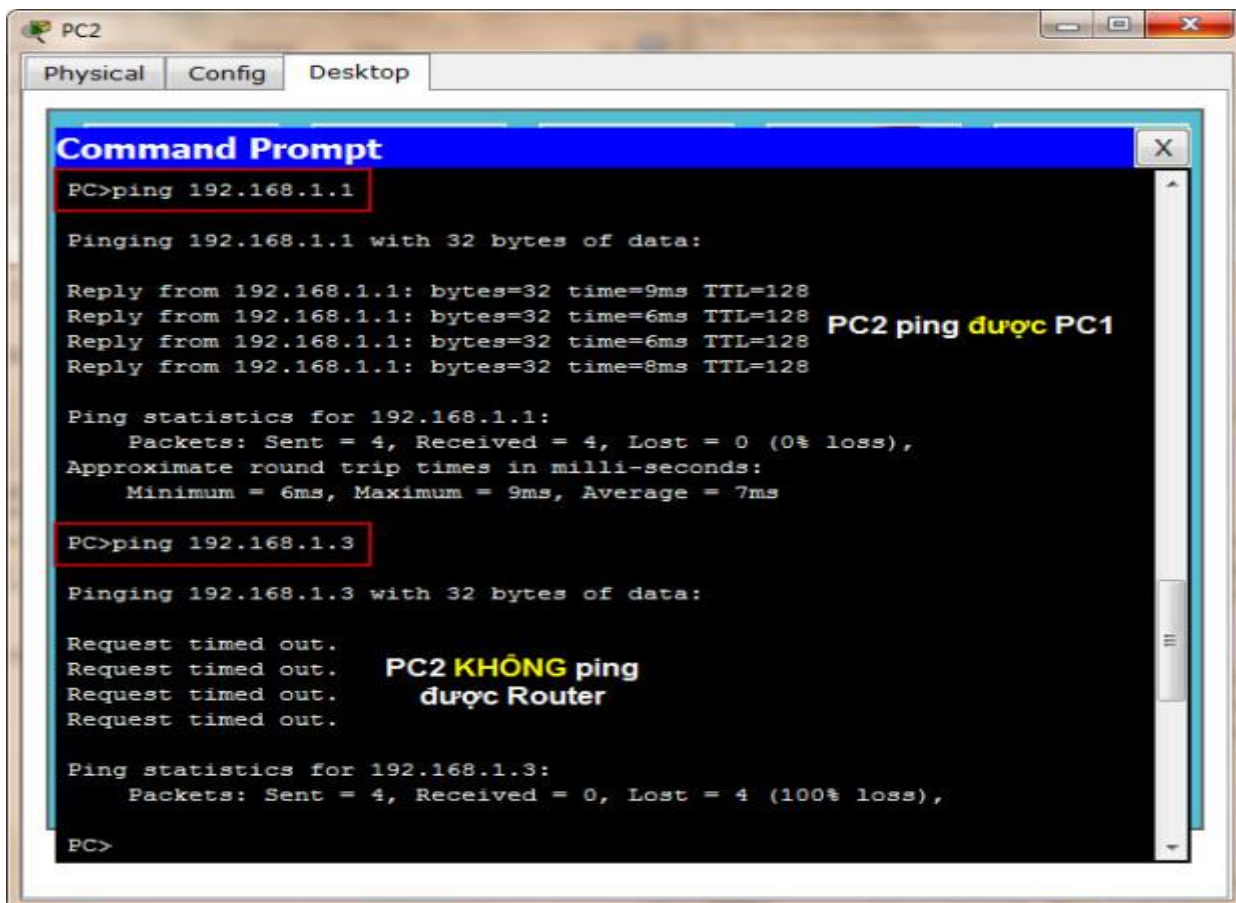 PC2
Physical Config Desktop
Command Prompt
X
PC>ping 192.168.1.1
Pinging 192.168.1.1 with 32 bytes of data:
Reply from 192.168.1.1: bytes=32 time=9ms TTL=128
Reply from 192.168.1.1: bytes=32 time=6ms TTL=128
Reply from 192.168.1.1: bytes=32 time=6ms TTL=128
Reply from 192.168.1.1: bytes=32 time=8ms TTL=128
PC2 ping được PC1
Ping statistics for 192.168.1.1:
Packets: Sent = 4, Received = 4, Lost = 0 (0% loss),
Approximate round trip times in milli-seconds:
Minimum = 6ms, Maximum = 9ms, Average = 7ms
PC>ping 192.168.1.3
Pinging 192.168.1.3 with 32 bytes of data:
Request timed out.
Request timed out.
Request timed out.
Request timed out.
PC2 KHÔNG ping
được Router
Ping statistics for 192.168.1.3:
Packets: Sent = 4, Received = 0, Lost = 4 (100% loss),
PC>